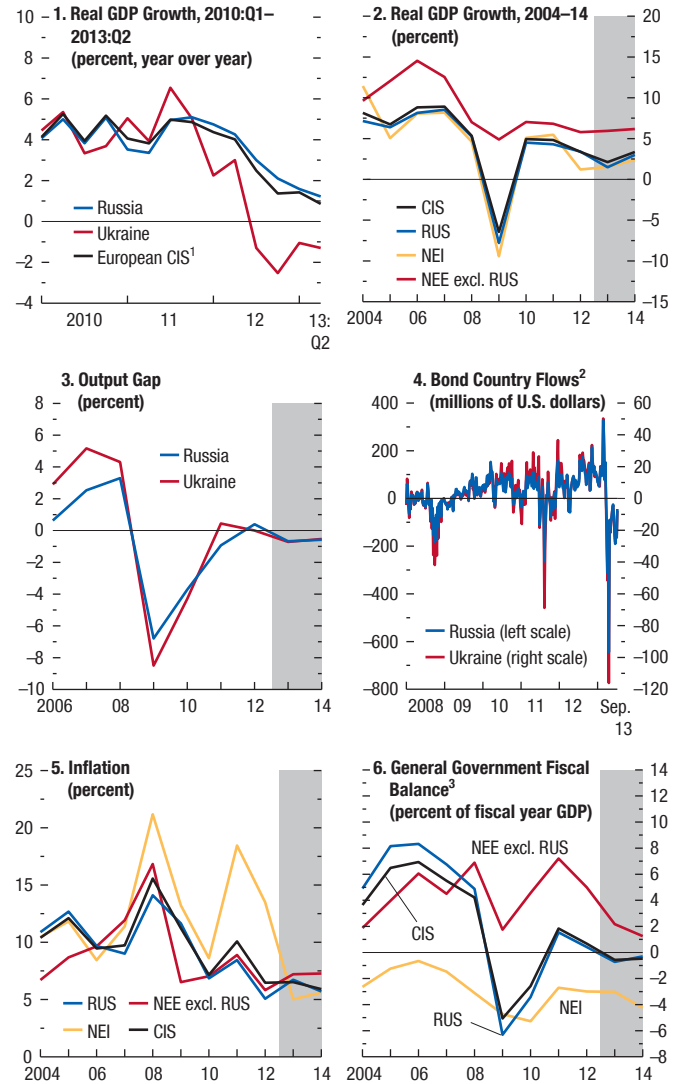 1. Real GDP Growth, 2010:Q1–
2013:Q2
(percent, year over year)
10
8
6
4
2
0
–2
–4
Russia
Ukraine
European CIS¹
2010
11
12
13:
Q2
2. Real GDP Growth, 2004–14
(percent)
20
15
10
5
0
–5
–10
–15
CIS
RUS
NEI
NEE excl. RUS
2004
06
08
10
12
14
3. Output Gap
(percent)
8
6
4
2
0
–2
–4
–6
–8
–10
Russia
Ukraine
2006
08
10
12
14
4. Bond Country Flows²
(millions of U.S. dollars)
400
200
0
–200
–400
–600
–800
60
40
20
0
–20
–40
–60
–80
–100
–120
Russia (left scale)
Ukraine (right scale)
2008
09
10
11
12
Sep.
13
5. Inflation
(percent)
25
20
15
10
5
0
RUS
NEE excl. RUS
NEI
CIS
2004
06
08
10
12
14
6. General Government Fiscal
Balance³
(percent of fiscal year GDP)
14
12
10
8
6
4
2
0
–2
–4
–6
–8
NEE excl. RUS
CIS
NEI
RUS
2004
06
08
10
12
14